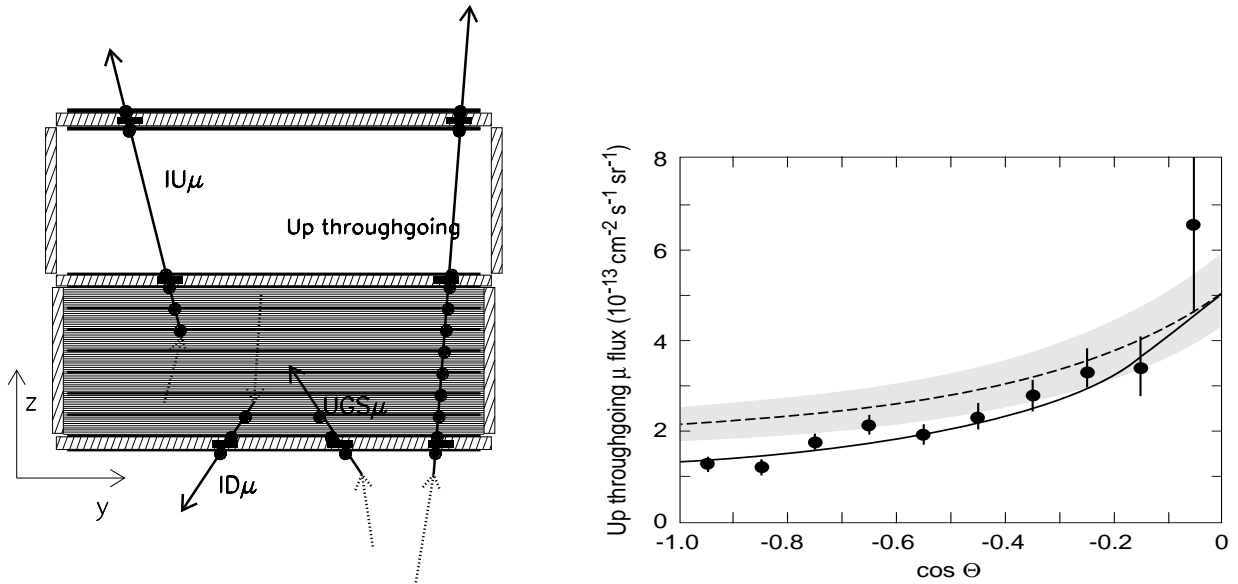 IUμ
Up throughgoing
UGSμ
IDμ
z
y
Up throughgoing μ flux (10⁻¹³ cm⁻² s⁻¹ sr⁻¹)
8
6
4
2
0
-1.0 -0.8 -0.6 -0.4 -0.2 0
cos Θ